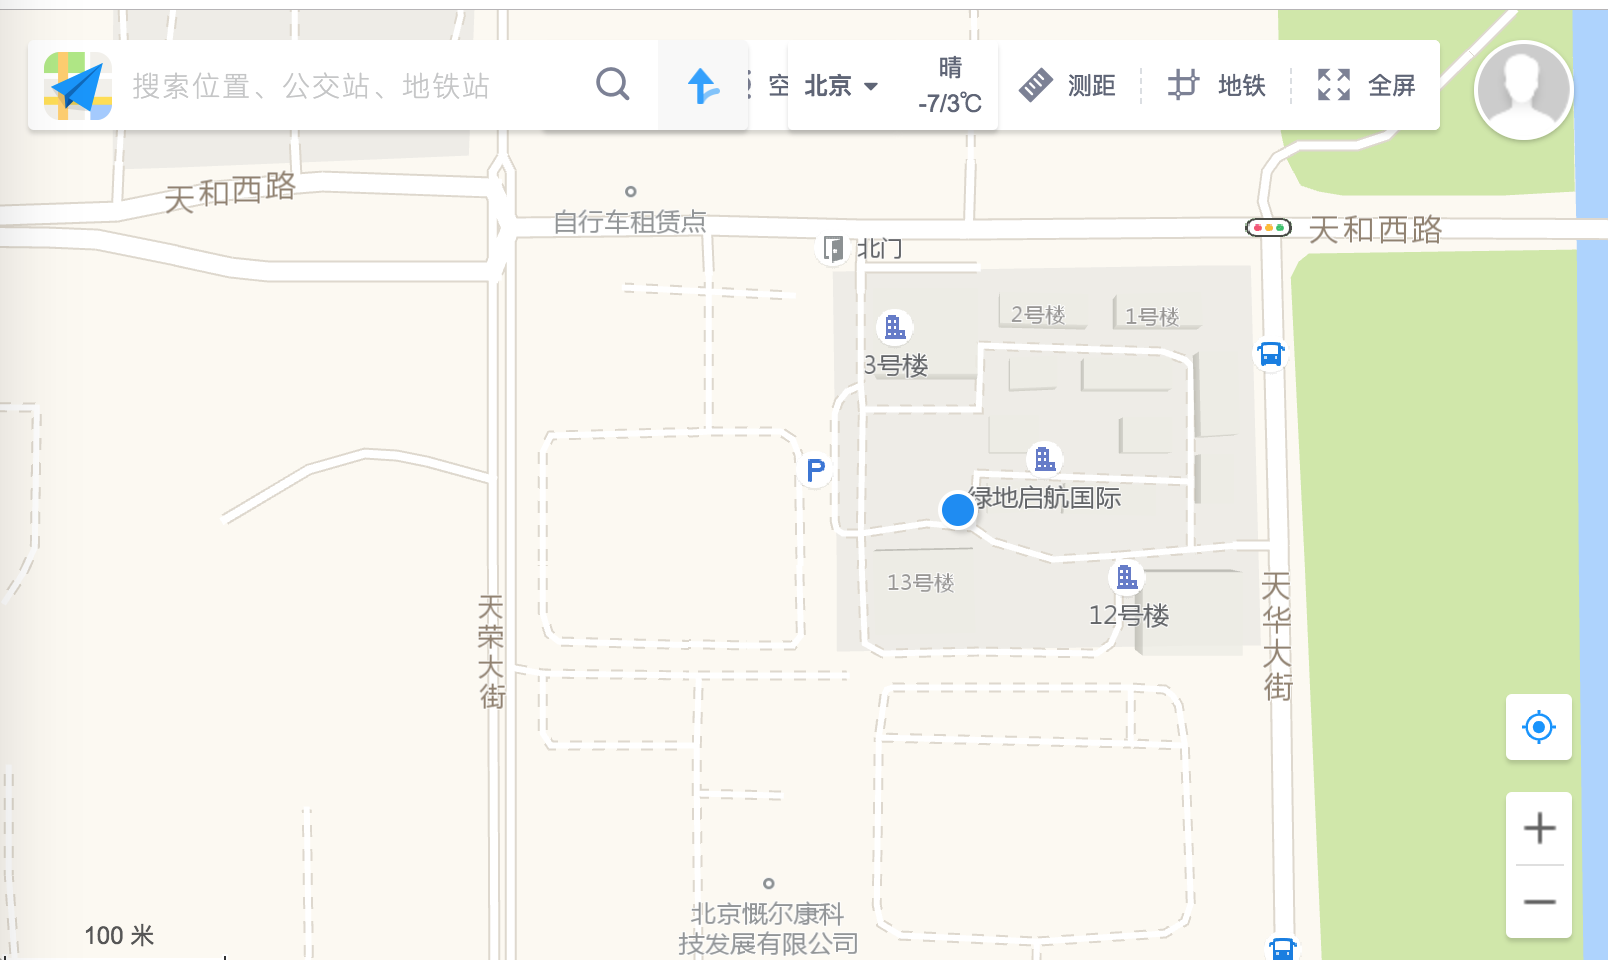 搜索位置、公交站、地铁站
空
北京
晴
-7/3℃
测距
地铁
全屏
天和西路
自行车租赁点
北门
天和西路
2号楼
1号楼
3号楼
P
绿地启航国际
13号楼
12号楼
天荣大街
天华大街
北京慨尔康科
技发展有限公司
100 米